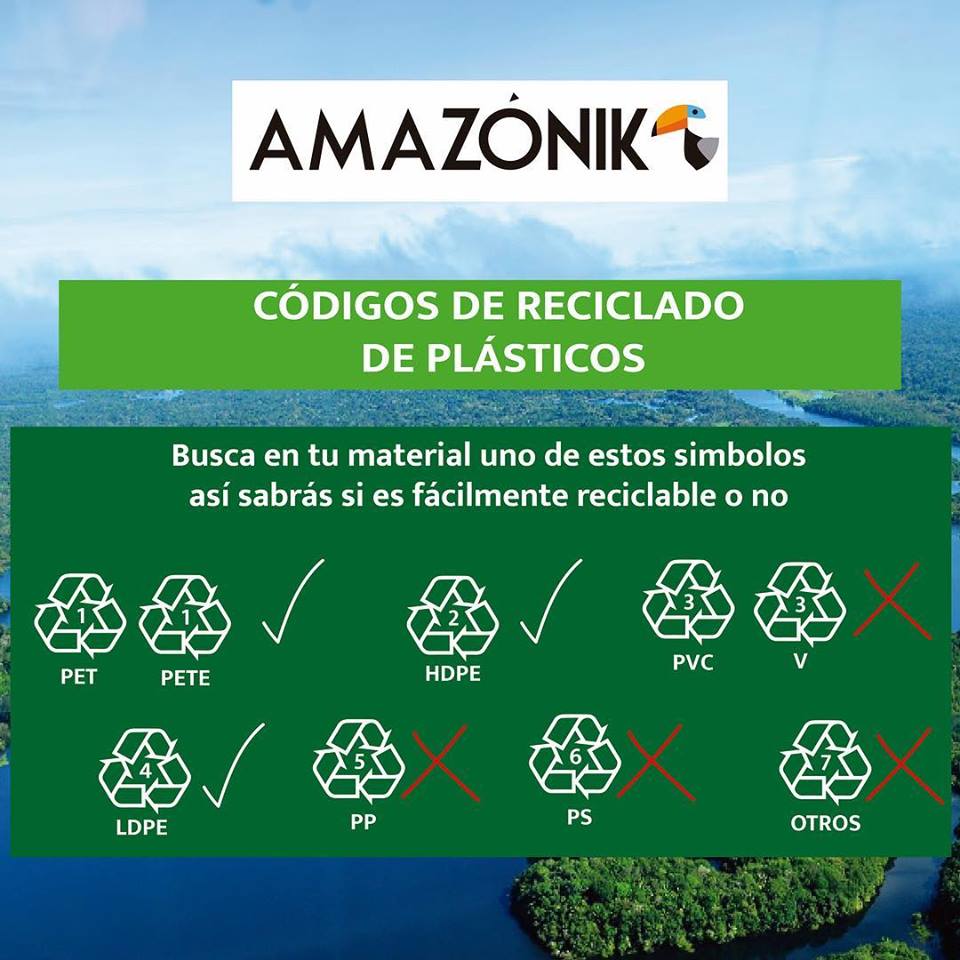 AMAZÓNIK
CÓDIGOS DE RECICLADO
DE PLÁSTICOS
Busca en tu material uno de estos simbolos
así sabrás si es fácilmente reciclable o no
1 1 2 3 3
PET PETE HDPE PVC V
4 5 6 7
LDPE PP PS OTROS